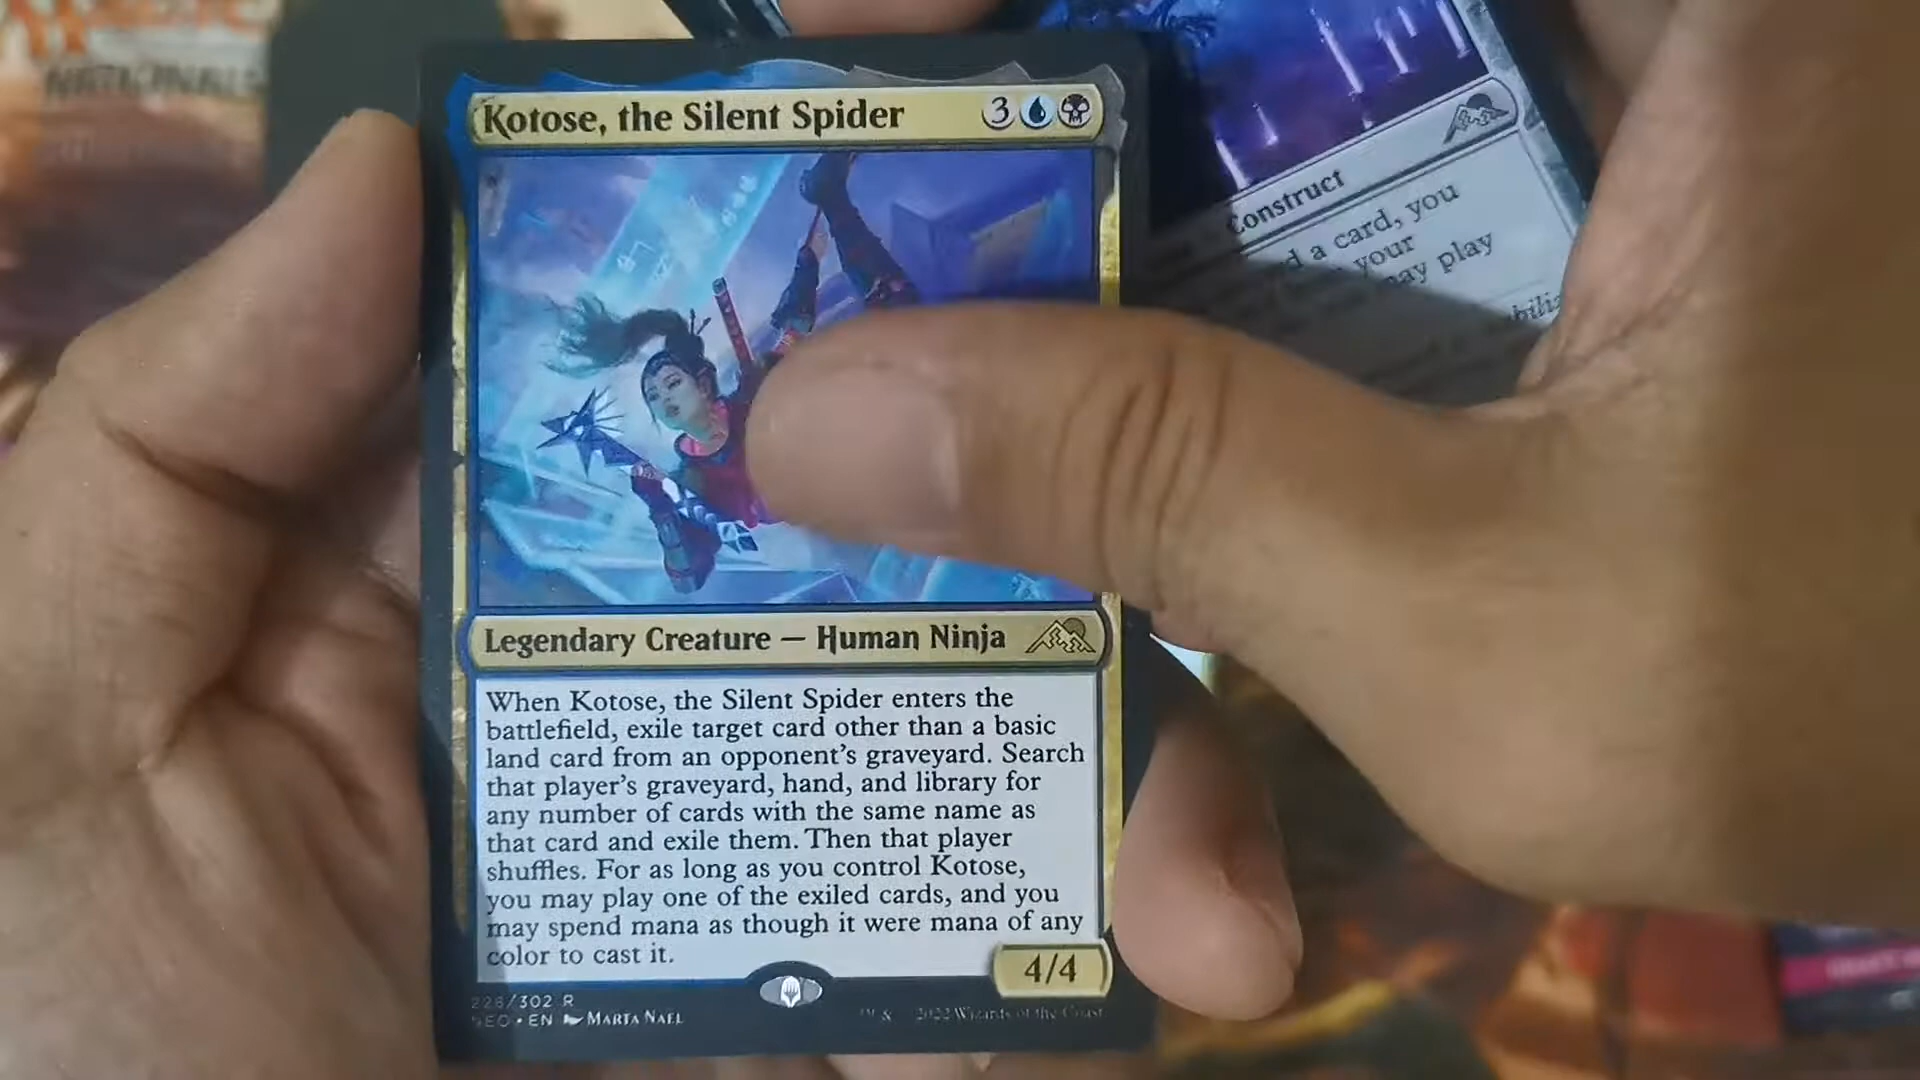 NATIONALS
Kotose, the Silent Spider 3
Legendary Creature — Human Ninja
When Kotose, the Silent Spider enters the
battlefield, exile target card other than a basic
land card from an opponent's graveyard. Search
that player's graveyard, hand, and library for
any number of cards with the same name as
that card and exile them. Then that player
shuffles. For as long as you control Kotose,
you may play one of the exiled cards, and you
may spend mana as though it were mana of any
color to cast it.
4/4
226/302 R
NEO • EN Marta Nael
™ & 2022 Wizards of the Coast
Construct
a card, you
your
may play